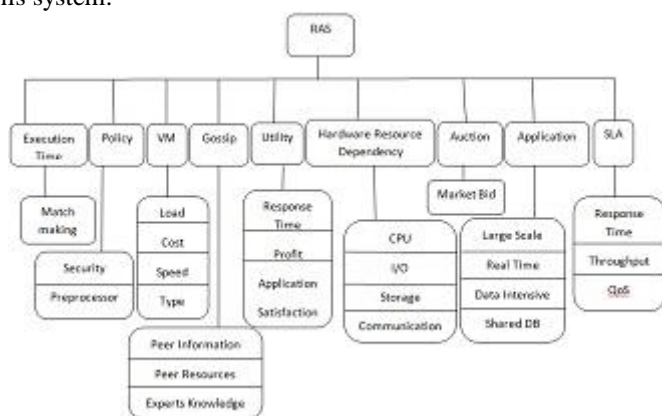 his system.
RAS
Execution
Time
Policy
VM
Gossip
Utility
Hardware Resource
Dependency
Auction
Application
SLA
Match
making
Security
Preprocessor
Load
Cost
Speed
Type
Peer Information
Peer Resources
Experts Knowledge
Response
Time
Profit
Application
Satisfaction
CPU
I/O
Storage
Communication
Market Bid
Large Scale
Real Time
Data Intensive
Shared DB
Response
Time
Throughput
QoS